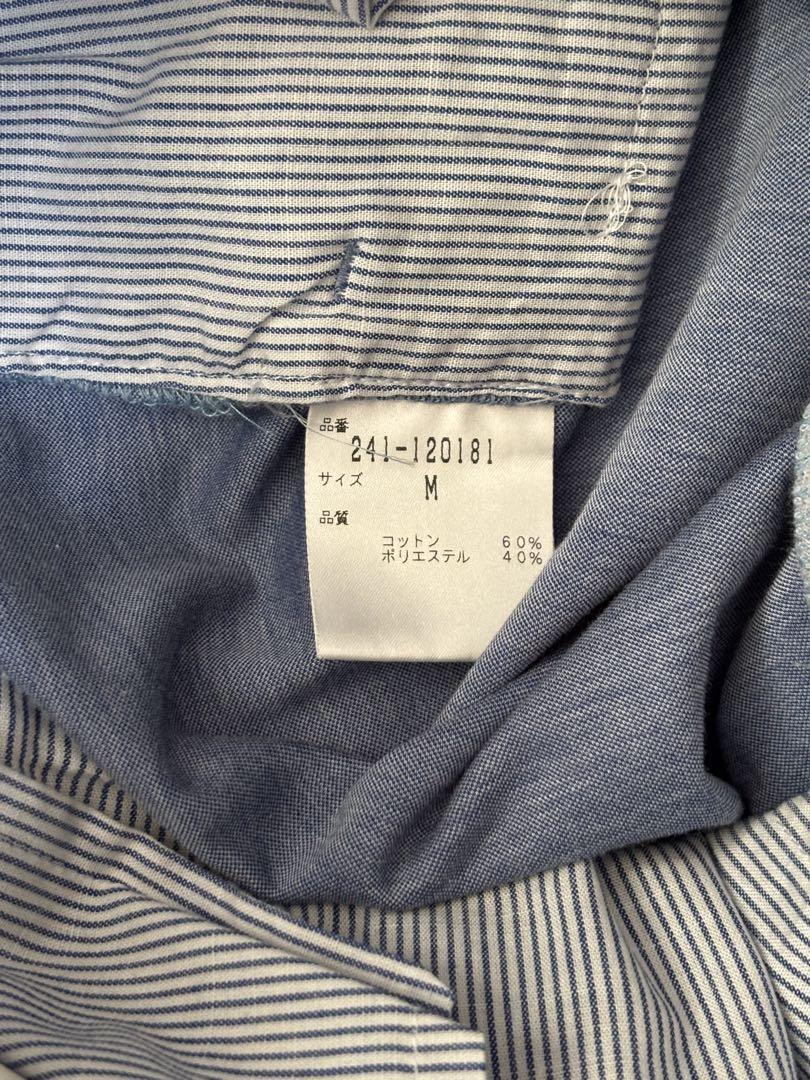 品番
241-120181
サイズ M
品質
コットン 60%
ポリエステル 40%